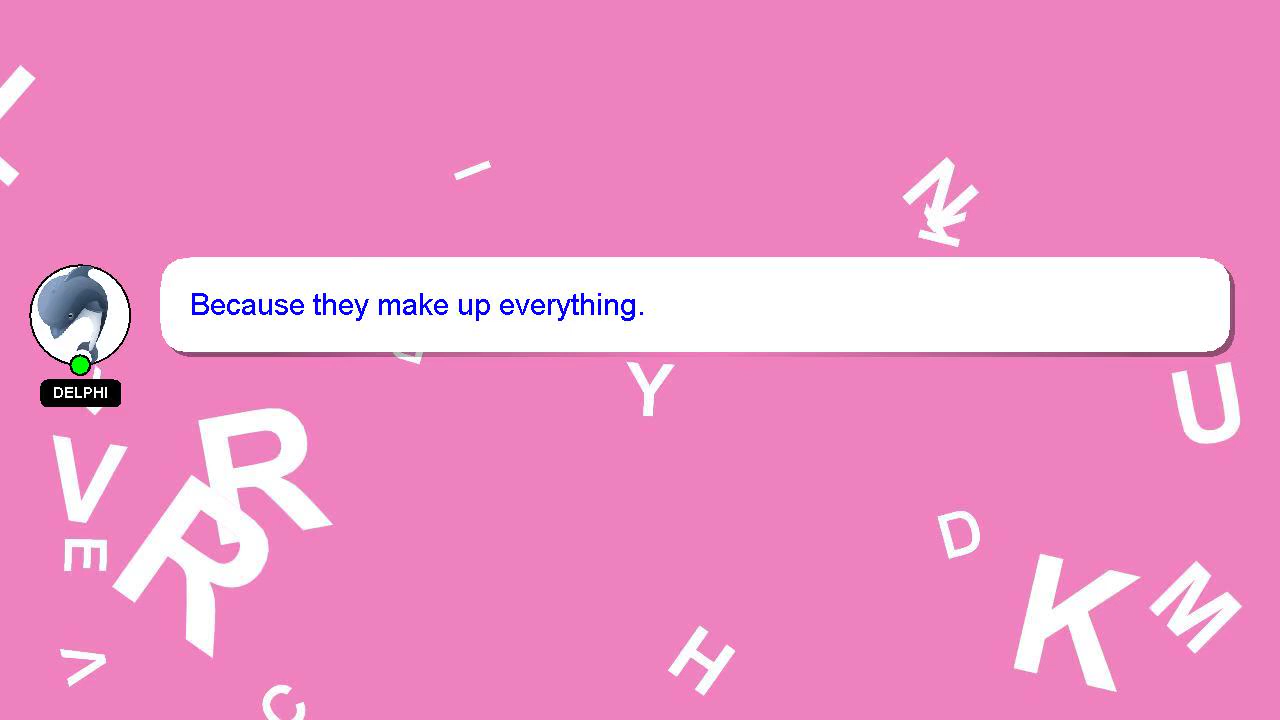 I
N
K
Because they make up everything.
DELPHI
D
Y
U
V
R
R
E
D
K
M
V
H
C